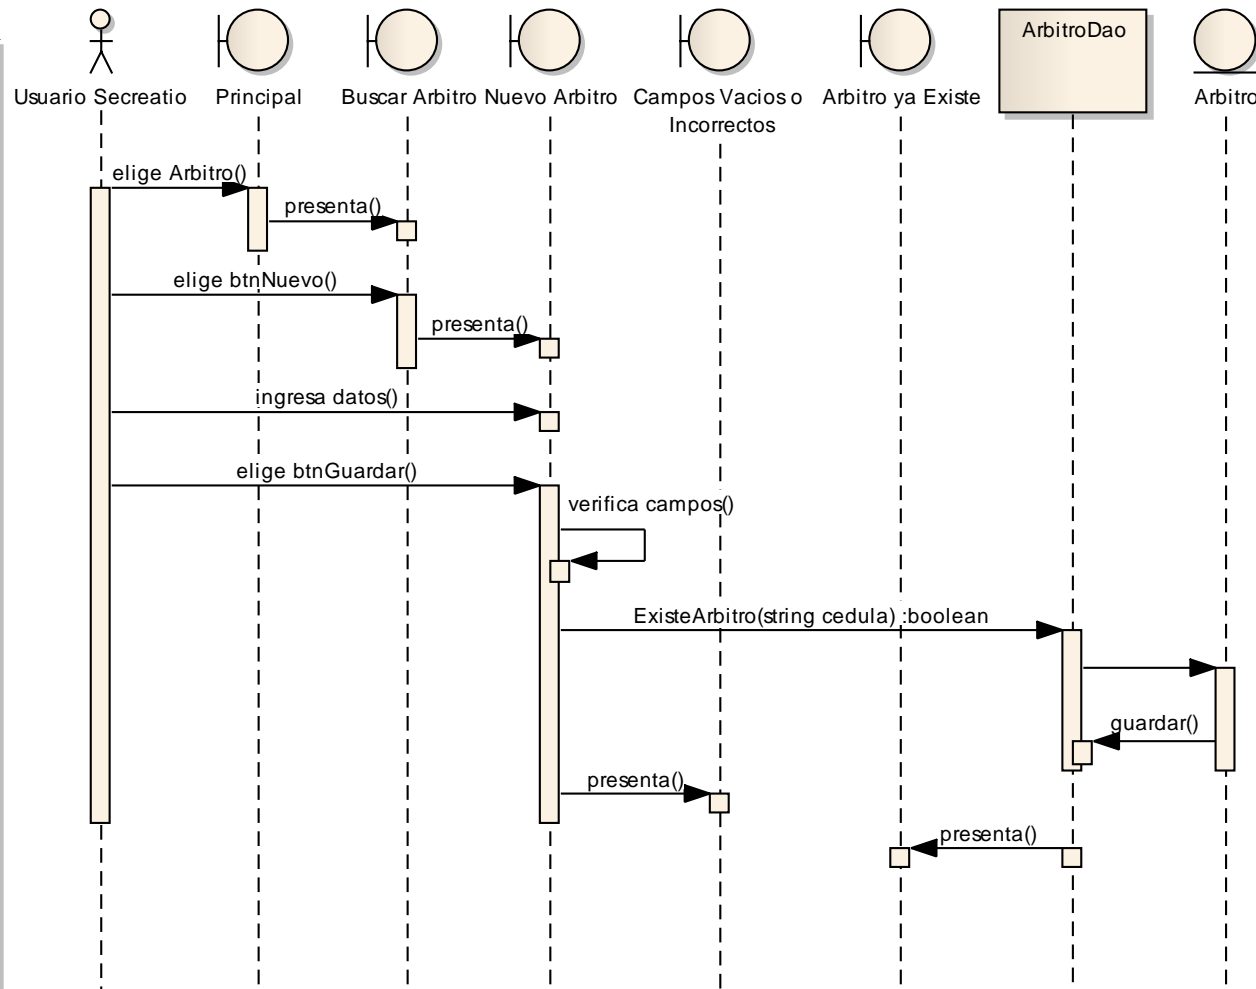 ArbitroDao
Usuario Secreatio
Principal
Buscar Arbitro
Nuevo Arbitro
Campos Vacios o
Incorrectos
Arbitro ya Existe
Arbitro
elige Arbitro()
presenta()
elige btnNuevo()
presenta()
ingresa datos()
elige btnGuardar()
verifica campos()
ExisteArbitro(string cedula) :boolean
guardar()
presenta()
presenta()